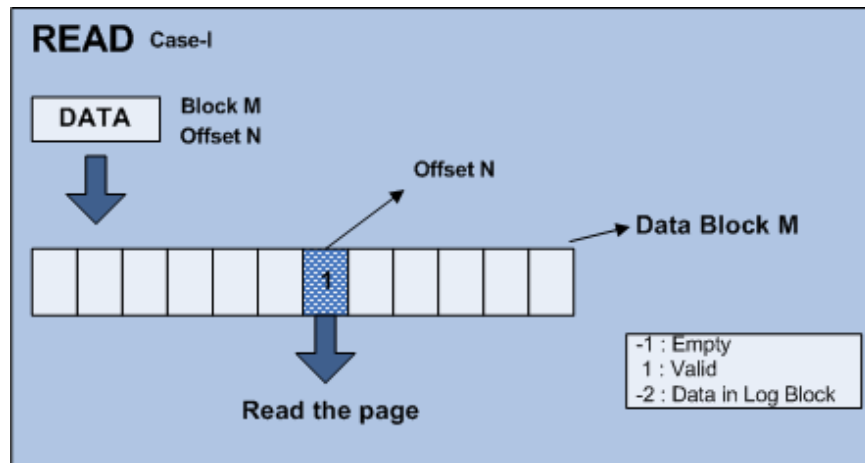 READ Case-I
DATA
Block M
Offset N
Offset N
Data Block M
1
Read the page
-1 : Empty
1 : Valid
-2 : Data in Log Block